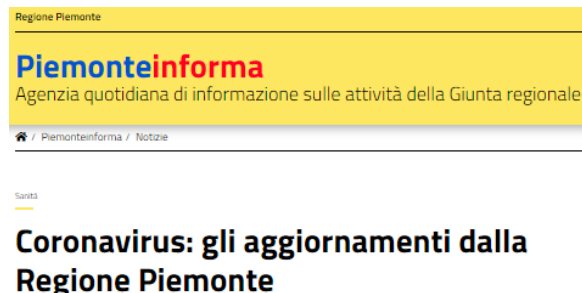 Regione Piemonte
Piemonteinforma
Agenzia quotidiana di informazione sulle attività della Giunta regionale
/ Piemonteinforma / Notizie
Sanità
Coronavirus: gli aggiornamenti dalla
Regione Piemonte